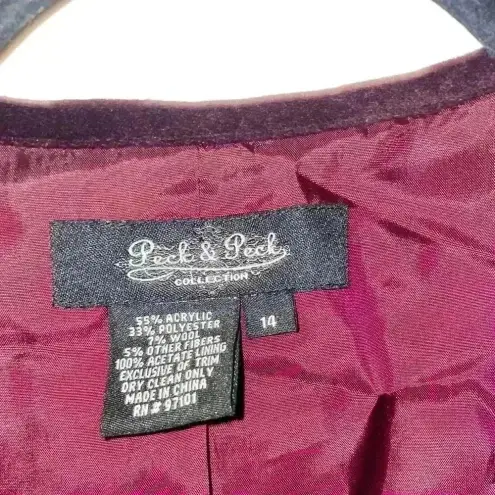 Peck & Peck
COLLECTION
14
55% ACRYLIC
33% POLYESTER
7% WOOL
5% OTHER FIBERS
100% ACETATE LINING
EXCLUSIVE OF TRIM
DRY CLEAN ONLY
MADE IN CHINA
RN # 97101